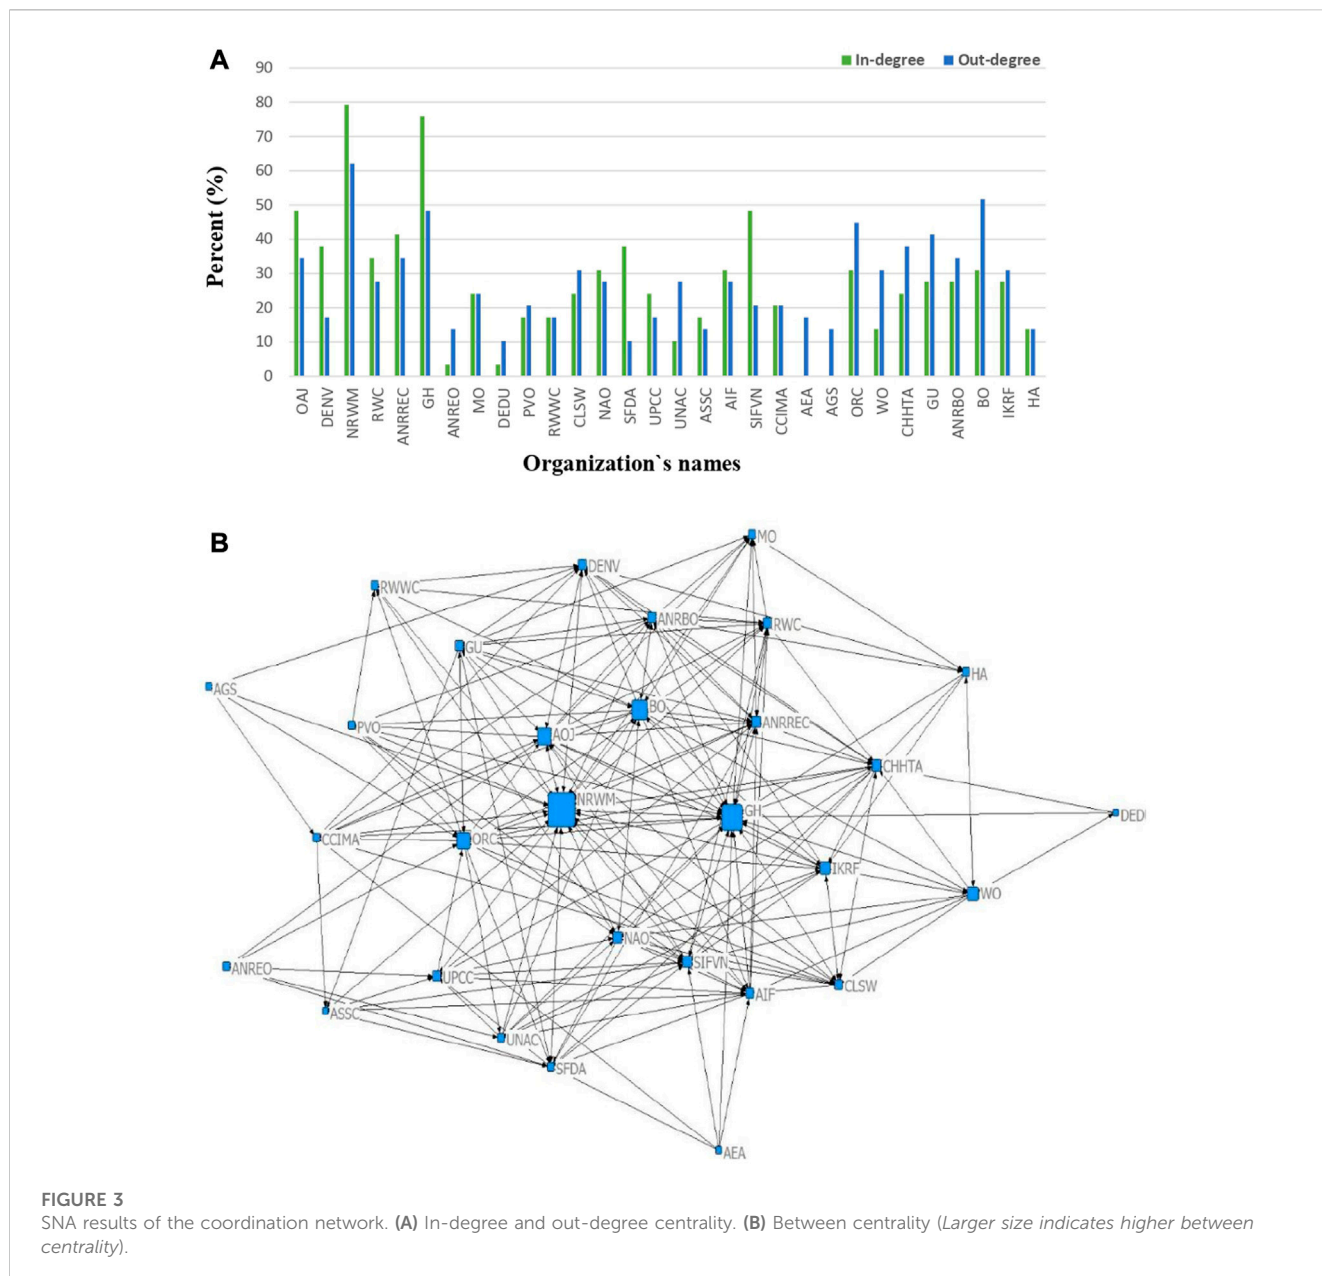 A
In-degree Out-degree
90
80
70
60
50
40
30
20
10
0
Percent (%)
OAJ
DENV
NRWM
RWC
ANRREC
GH
ANREO
MO
DEDU
PVO
RWWC
CLSW
NAO
SFDA
UPCC
UNAC
ASSC
AIF
SIFVN
CCIMA
AEA
AGS
ORC
WO
CHHTA
GU
ANRBO
BO
IKRF
HA
Organization`s names
B
MO
DENV
RWWC
ANRBO
RWC
GU
HA
AGS
BO
ANRREC
PVO
AOJ
CHHTA
NRWM
GH
DED
CCIMA
ORC
IKRF
WO
NAO
SIFVN
ANREO
UPCC
CLSW
AIF
ASSC
UNAC
SFDA
AEA
FIGURE 3
SNA results of the coordination network. (A) In-degree and out-degree centrality. (B) Between centrality (Larger size indicates higher between
centrality).